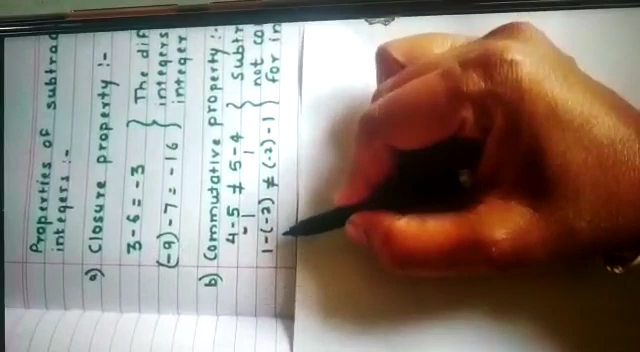 Properties of subtrac
integers :-
a) Closure property :-
3 - 6 = -3 } The dif
(-9) - 7 = -16 } integers
integer
b) Commutative property :-
4 - 5 ≠ 5 - 4 } Subtr
-1 1 not co
1 - (-2) ≠ (-2) - 1 } for in